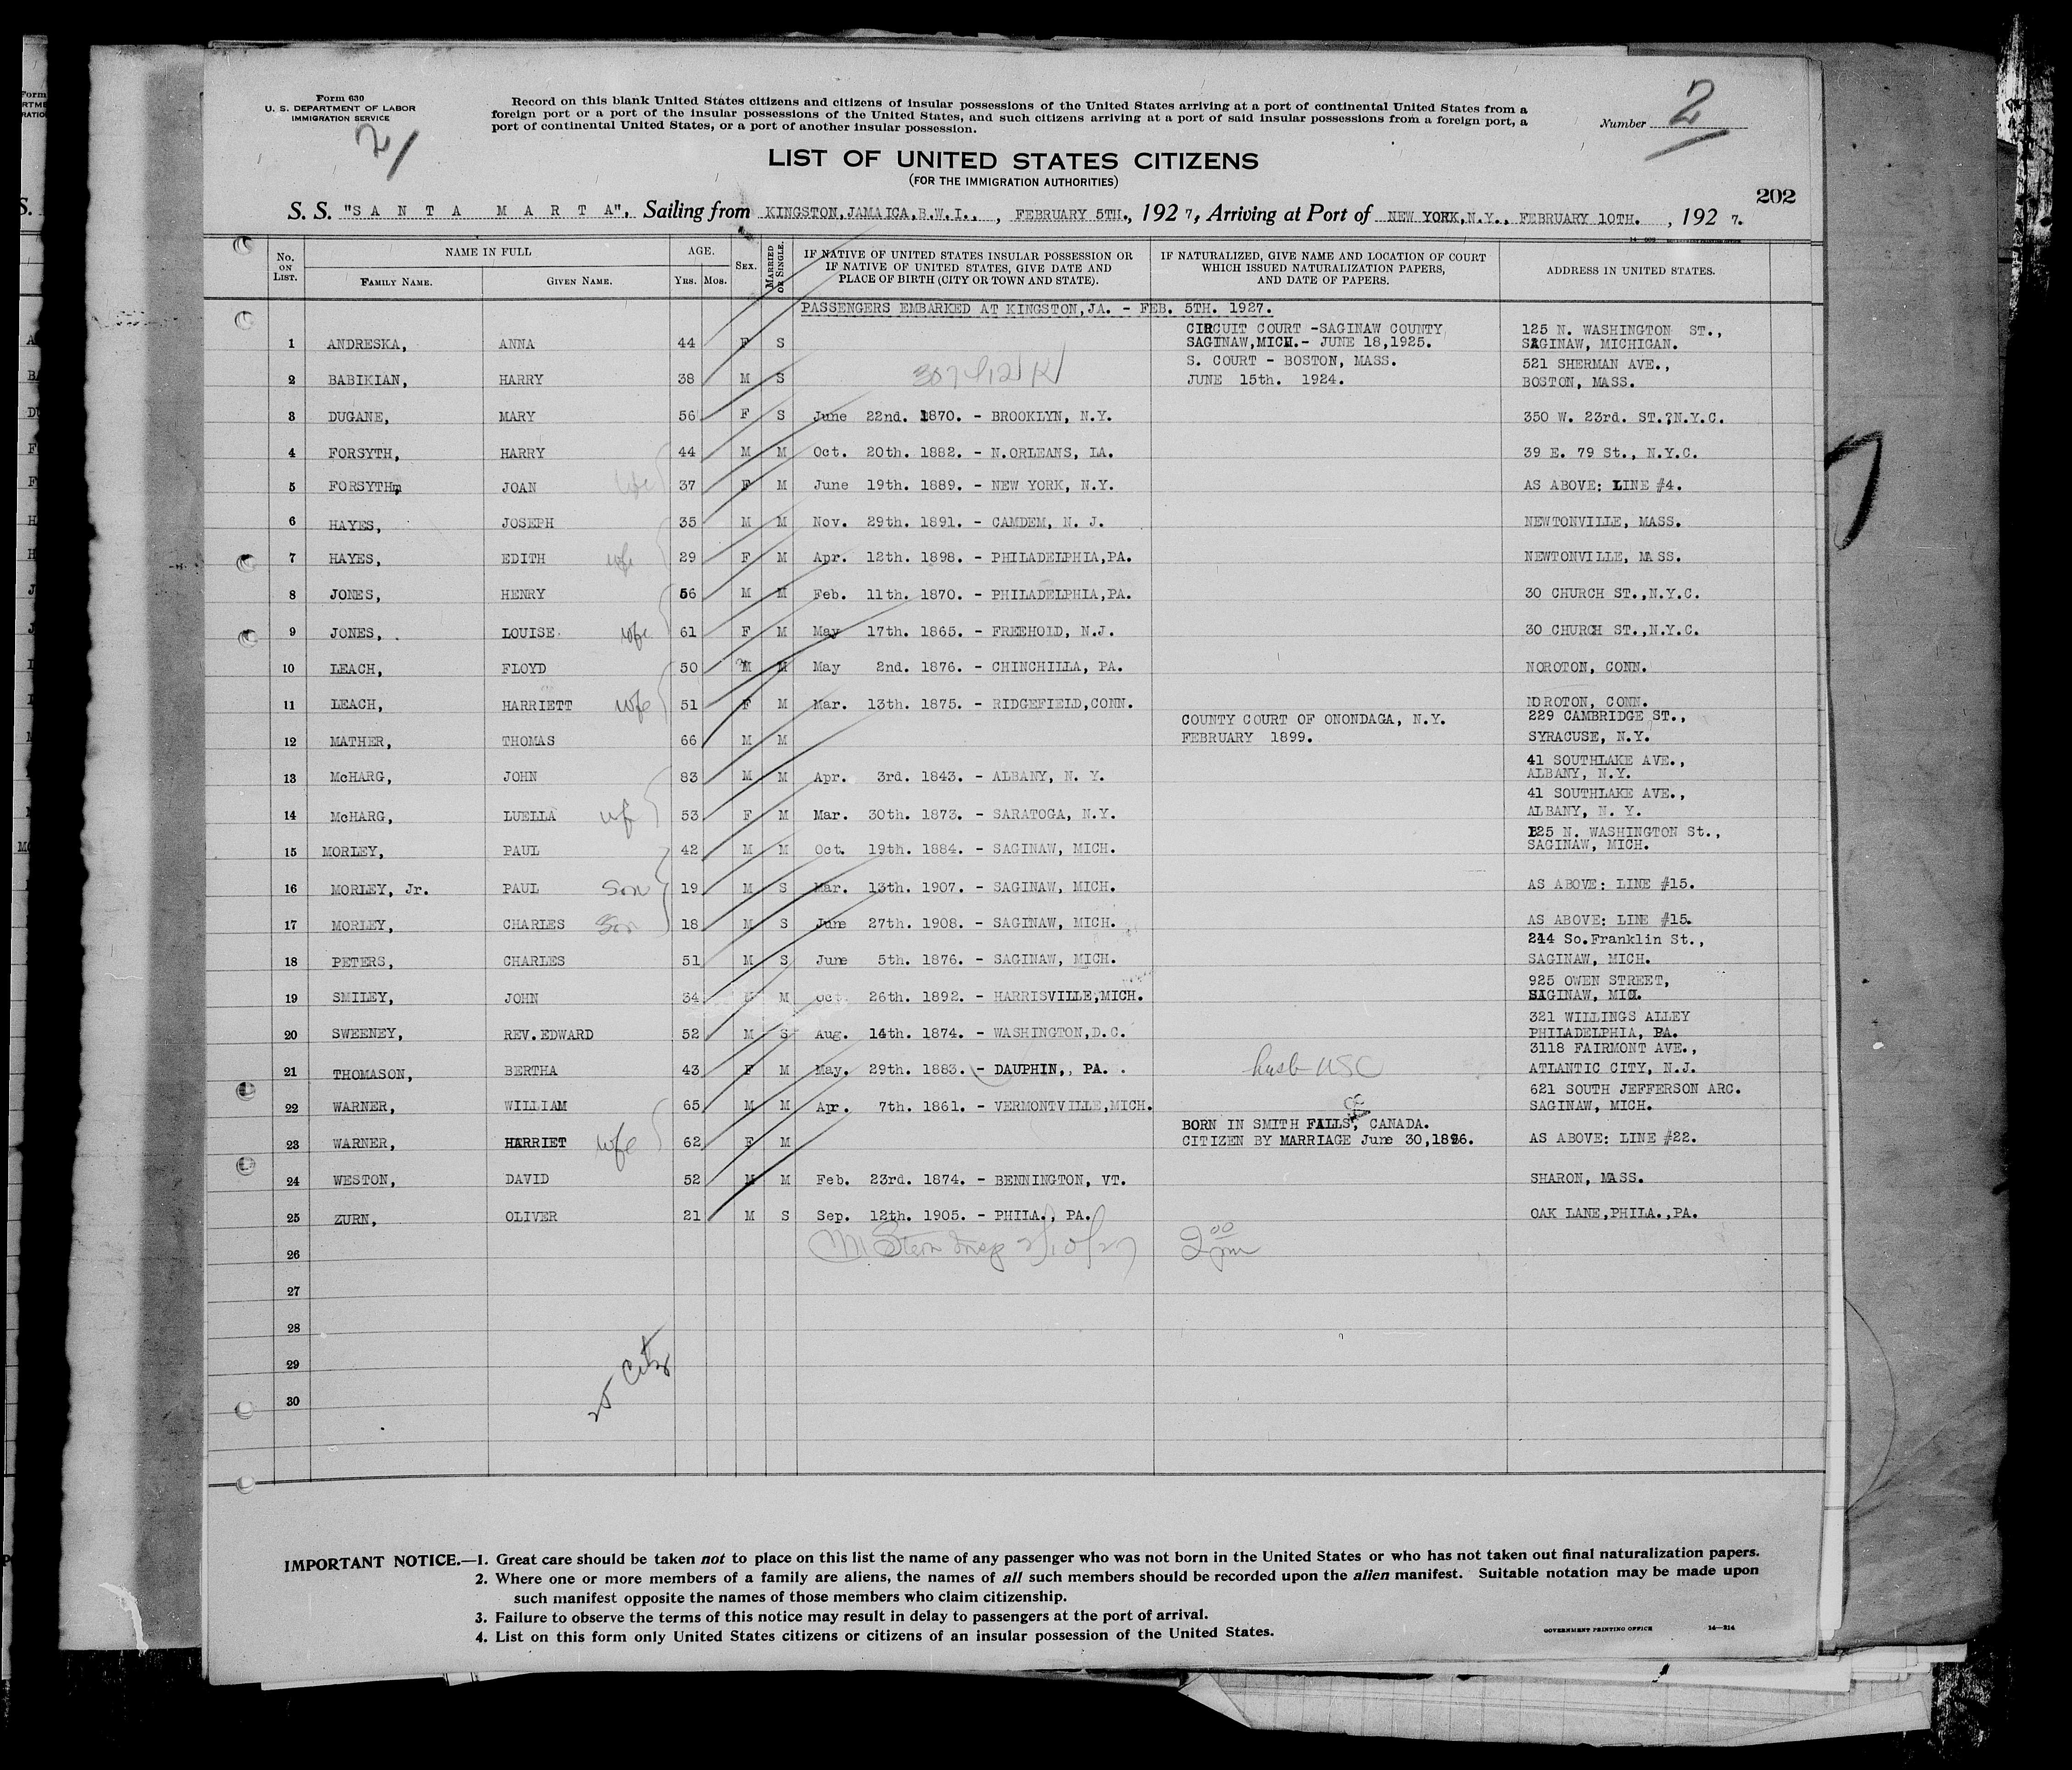 Form 630
U. S. DEPARTMENT OF LABOR
IMMIGRATION SERVICE
2/
Record on this blank United States citizens and citizens of insular possessions of the United States arriving at a port of continental United States from a
foreign port or a port of the insular possessions of the United States, and such citizens arriving at a port of said insular possessions from a foreign port, a
port of continental United States, or a port of another insular possession.
Number 2
LIST OF UNITED STATES CITIZENS
(FOR THE IMMIGRATION AUTHORITIES)
202
S. S. "S A N T A M A R T A", Sailing from KINGSTON,JAMAICA,B.W.I., , FEBRUARY 5TH., 192 7, Arriving at Port of NEW YORK,N.Y., FEBRUARY 10TH. , 192 7.
No. ON LIST. NAME IN FULL FAMILY NAME. GIVEN NAME. AGE. Yrs. Mos. SEX. MARRIED OR SINGLE. IF NATIVE OF UNITED STATES INSULAR POSSESSION OR IF NATIVE OF UNITED STATES, GIVE DATE AND PLACE OF BIRTH (CITY OR TOWN AND STATE). IF NATURALIZED, GIVE NAME AND LOCATION OF COURT WHICH ISSUED NATURALIZATION PAPERS, AND DATE OF PAPERS. ADDRESS IN UNITED STATES.
PASSENGERS EMBARKED AT KINGSTON,JA. - FEB. 5TH. 1927.
CIRCUIT COURT -SAGINAW COUNTY 125 N. WASHINGTON ST.,
1 ANDRESKA, ANNA 44 F S SAGINAW,MICH.- JUNE 18,1925. SAGINAW, MICHIGAN.
S. COURT - BOSTON, MASS. 521 SHERMAN AVE.,
2 BABIKIAN, HARRY 38 M S JUNE 15th. 1924. BOSTON, MASS.
3 DUGANE, MARY 56 F S June 22nd. 1870. - BROOKLYN, N.Y. 350 W. 23rd. ST.?N.Y.C.
4 FORSYTH, HARRY 44 M M Oct. 20th. 1882. - N.ORLEANS, LA. 39 E. 79 St., N.Y.C.
5 FORSYTH, JOAN wfe 37 F M June 19th. 1889. - NEW YORK, N.Y. AS ABOVE: LINE #4.
6 HAYES, JOSEPH 35 M M Nov. 29th. 1891. - CAMDEM, N. J. NEWTONVILLE, MASS.
7 HAYES, EDITH wfe 29 F M Apr. 12th. 1898. - PHILADELPHIA,PA. NEWTONVILLE, MASS.
8 JONES, HENRY 56 M M Feb. 11th. 1870. - PHILADELPHIA,PA. 30 CHURCH ST.,N.Y.C.
9 JONES, . LOUISE wfe 61 F M May 17th. 1865. - FREEHOLD, N.J. 30 CHURCH ST.,N.Y.C.
10 LEACH, FLOYD 50 M M May 2nd. 1876. - CHINCHILLA, PA. NOROTON, CONN.
11 LEACH, HARRIETT wfe 51 F M Mar. 13th. 1875. - RIDGEFIELD,CONN. NOROTON, CONN.
COUNTY COURT OF ONONDAGA, N.Y. 229 CAMBRIDGE ST.,
12 MATHER, THOMAS 66 M M FEBRUARY 1899. SYRACUSE, N.Y.
41 SOUTHLAKE AVE.,
13 McHARG, JOHN 83 M M Apr. 3rd. 1843. - ALBANY, N. Y. ALBANY, N.Y.
41 SOUTHLAKE AVE.,
14 McHARG, LUELLA wf 53 F M Mar. 30th. 1873. - SARATOGA, N.Y. ALBANY, N. Y.
125 N. WASHINGTON St.,
15 MORLEY, PAUL 42 M M Oct. 19th. 1884. - SAGINAW, MICH. SAGINAW, MICH.
16 MORLEY, Jr. PAUL Son 19 M S Mar. 13th. 1907. - SAGINAW, MICH. AS ABOVE: LINE #15.
17 MORLEY, CHARLES Son 18 M S June 27th. 1908. - SAGINAW, MICH. AS ABOVE: LINE #15.
214 So.Franklin St.,
18 PETERS, CHARLES 51 M S June 5th. 1876. - SAGINAW, MICH. SAGINAW, MICH.
925 OWEN STREET,
19 SMILEY, JOHN 34 M M Oct. 26th. 1892. - HARRISVILLE,MICH. SAGINAW, MICH.
321 WILLINGS ALLEY
20 SWEENEY, REV.EDWARD 52 M S Aug. 14th. 1874. - WASHINGTON,D.C. PHILADELPHIA, PA.
3118 FAIRMONT AVE.,
21 THOMASON, BERTHA 43 F M May. 29th. 1883. - DAUPHIN,, PA. . husb USC ATLANTIC CITY, N.J.
621 SOUTH JEFFERSON ARC.
22 WARNER, WILLIAM 65 M M Apr. 7th. 1861. - VERMONTVILLE,MICH. SAGINAW, MICH.
BORN IN SMITH FALLS, CANADA.
23 WARNER, HARRIET wfe 62 F M CITIZEN BY MARRIAGE June 30,1896. AS ABOVE: LINE #22.
24 WESTON, DAVID 52 M M Feb. 23rd. 1874. - BENNINGTON, VT. SHARON, MASS.
25 ZURN, OLIVER 21 M S Sep. 12th. 1905. - PHILA., PA. OAK LANE,PHILA.,PA.
26 Stern Insp 2/10/27 2 00 pm
27
28
29
25 Citz
30
IMPORTANT NOTICE.—1. Great care should be taken not to place on this list the name of any passenger who was not born in the United States or who has not taken out final naturalization papers.
2. Where one or more members of a family are aliens, the names of all such members should be recorded upon the alien manifest. Suitable notation may be made upon
such manifest opposite the names of those members who claim citizenship.
3. Failure to observe the terms of this notice may result in delay to passengers at the port of arrival.
4. List on this form only United States citizens or citizens of an insular possession of the United States.
GOVERNMENT PRINTING OFFICE 14—214